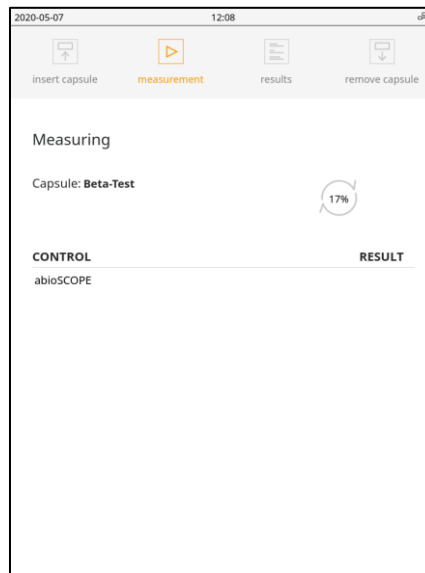 2020-05-07 12:08
insert capsule measurement results remove capsule
Measuring
Capsule: Beta-Test
17%
CONTROL RESULT
abioSCOPE